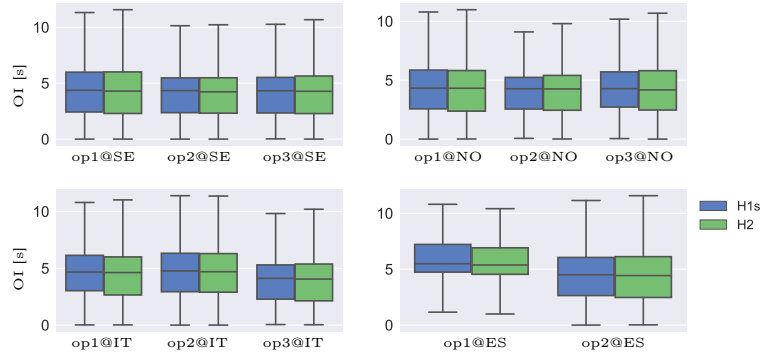 OI [s]
10
5
0
op1@SE op2@SE op3@SE
10
5
0
op1@NO op2@NO op3@NO
OI [s]
10
5
0
op1@IT op2@IT op3@IT
10
5
0
op1@ES op2@ES
H1s
H2